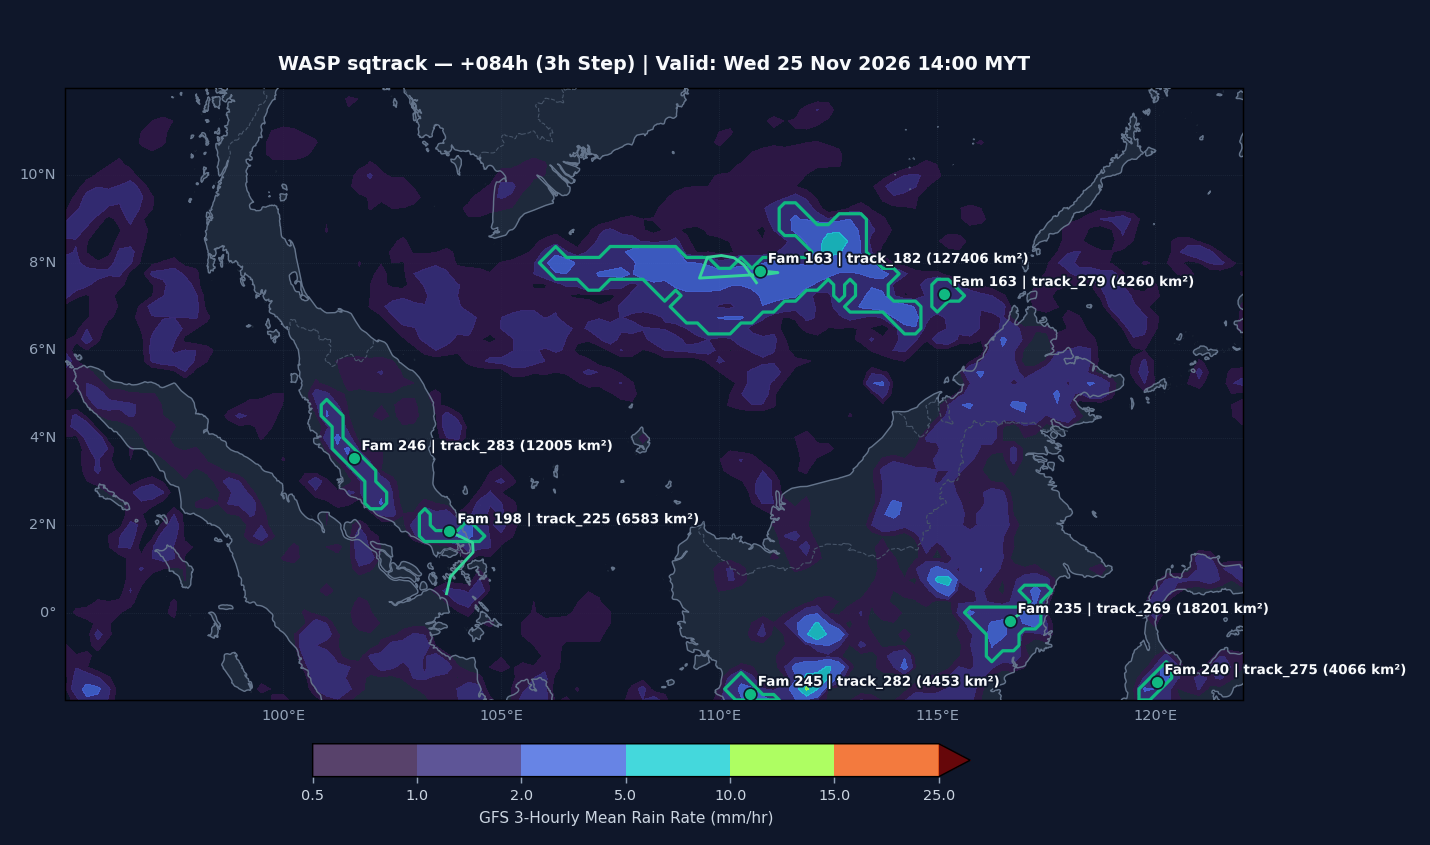 WASP sqtrack — +084h (3h Step) | Valid: Wed 25 Nov 2026 14:00 MYT
10°N
8°N
6°N
4°N
2°N
0°
Fam 163 | track_182 (127406 km²)
Fam 163 | track_279 (4260 km²)
Fam 246 | track_283 (12005 km²)
Fam 198 | track_225 (6583 km²)
Fam 235 | track_269 (18201 km²)
Fam 240 | track_275 (4066 km²)
Fam 245 | track_282 (4453 km²)
100°E 105°E 110°E 115°E 120°E
0.5 1.0 2.0 5.0 10.0 15.0 25.0
GFS 3-Hourly Mean Rain Rate (mm/hr)